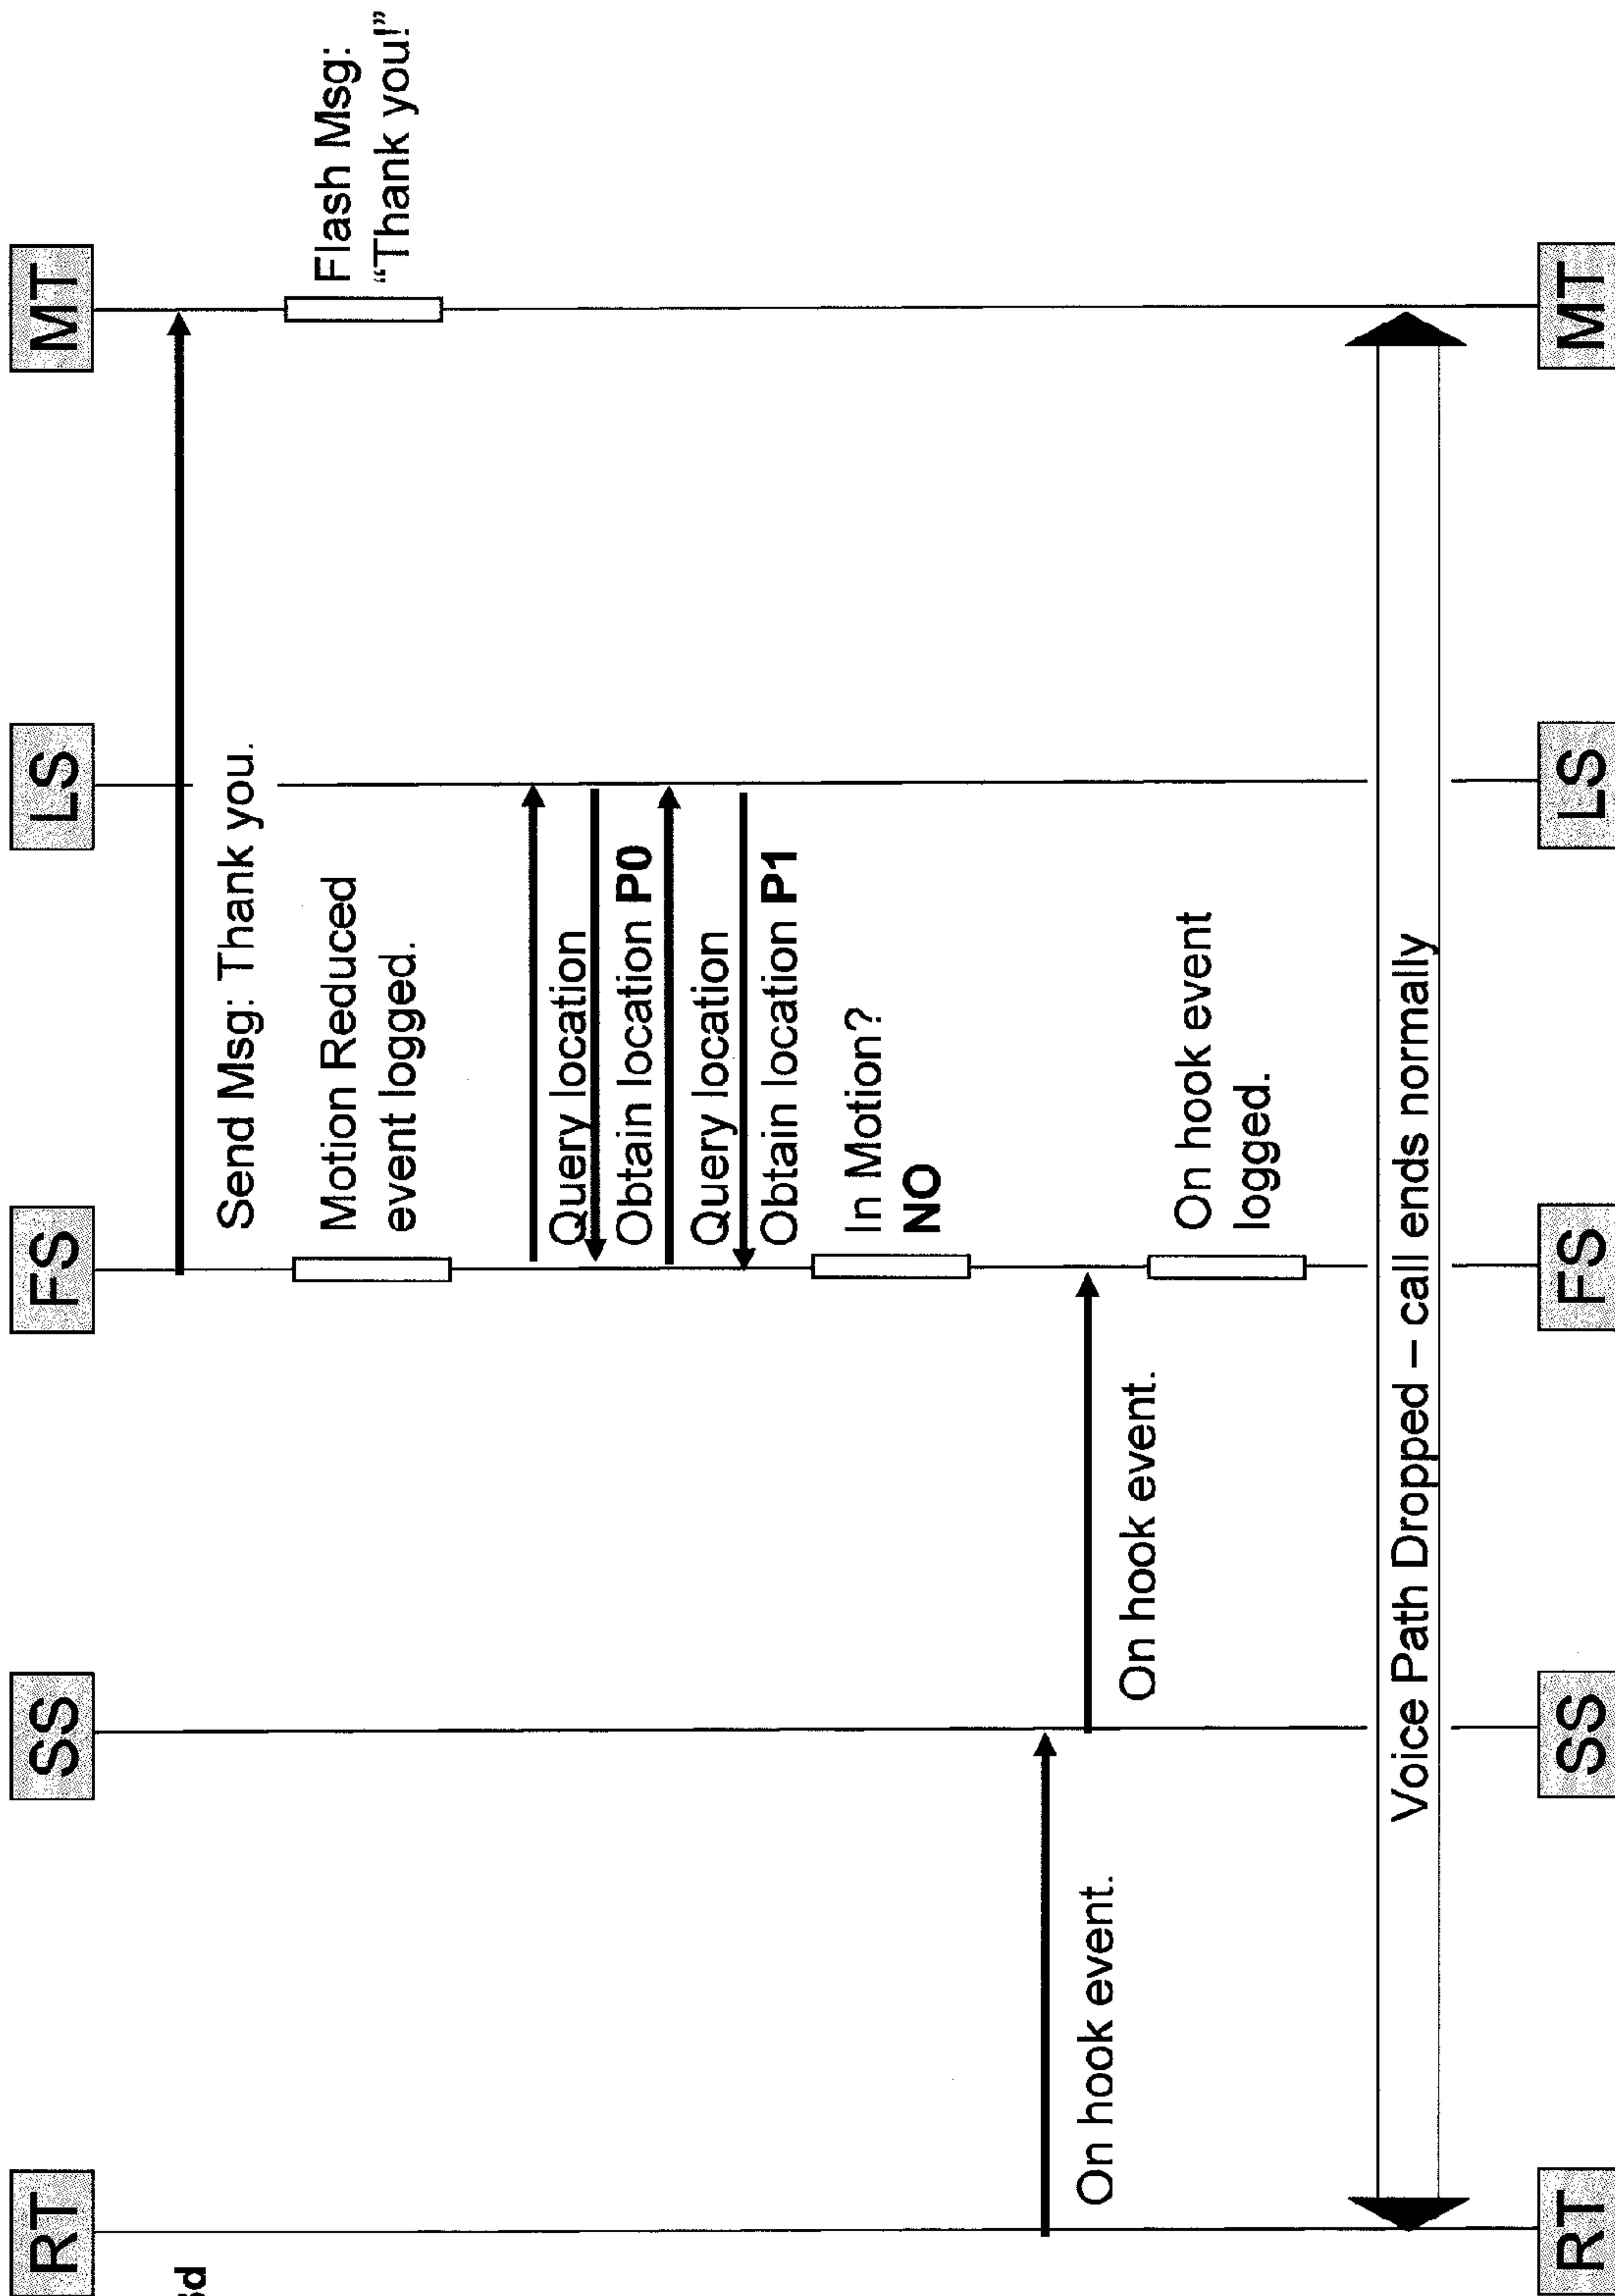 RT SS FS LS MT
Send Msg: Thank you.
Motion Reduced
event logged.
Flash Msg:
“Thank you!”
Query location
Obtain location P0
Query location
Obtain location P1
In Motion?
NO
On hook event.
On hook event.
On hook event
logged.
Voice Path Dropped – call ends normally
RT SS FS LS MT